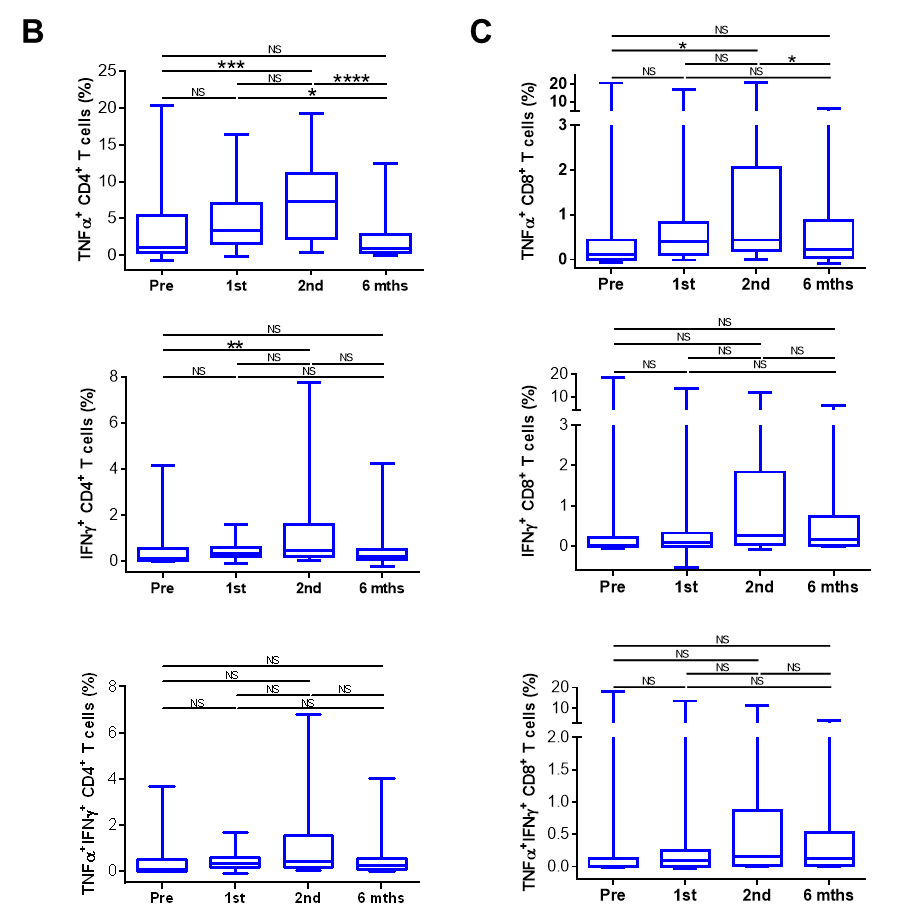 B
NS
***
NS
****
NS
*
TNFα⁺ CD4⁺ T cells (%)
25
20
15
10
5
0
Pre 1st 2nd 6 mths
C
NS
*
NS
*
NS
NS
TNFα⁺ CD8⁺ T cells (%)
20
10
3
2
1
0
Pre 1st 2nd 6 mths
NS
**
NS
NS
NS
NS
IFNγ⁺ CD4⁺ T cells (%)
8
6
4
2
0
Pre 1st 2nd 6 mths
NS
NS
NS
NS
NS
NS
IFNγ⁺ CD8⁺ T cells (%)
20
10
3
2
1
0
Pre 1st 2nd 6 mths
NS
NS
NS
NS
NS
NS
TNFα⁺IFNγ⁺ CD4⁺ T cells (%)
8
6
4
2
0
Pre 1st 2nd 6 mths
NS
NS
NS
NS
NS
NS
TNFα⁺IFNγ⁺ CD8⁺ T cells (%)
20
10
2.0
1.5
1.0
0.5
0.0
Pre 1st 2nd 6 mths